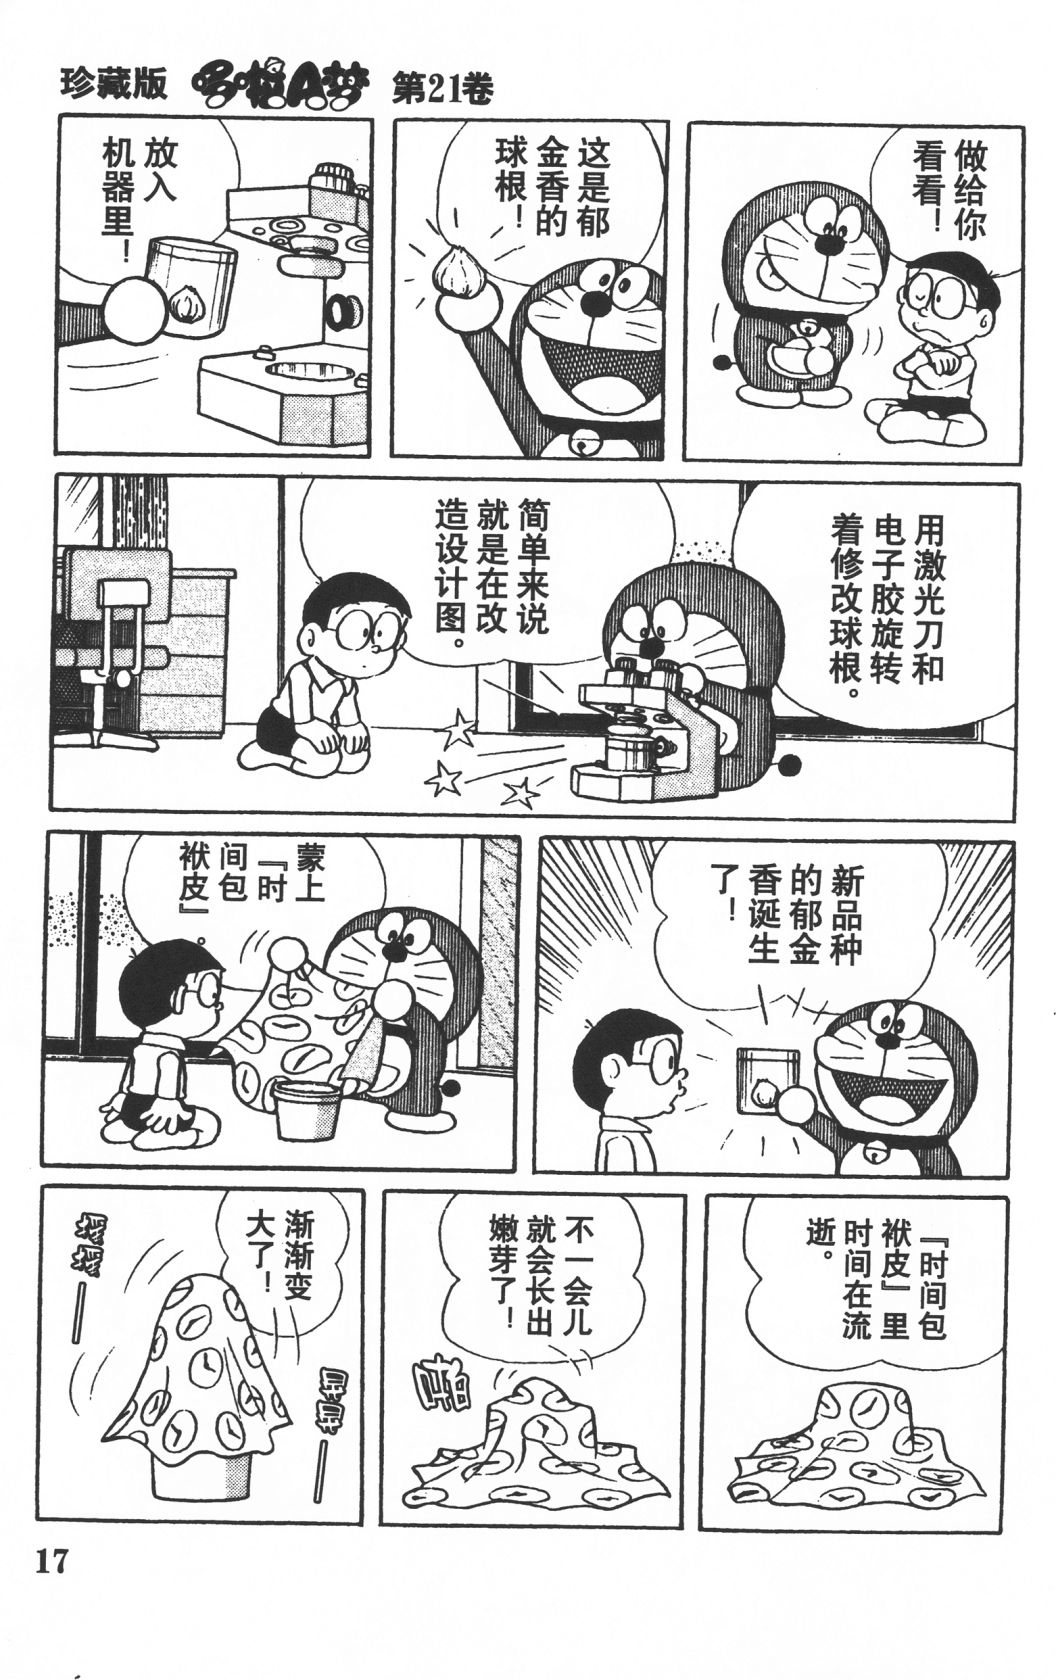 珍藏版 哆啦A梦 第21卷
做给你
看看！
这是郁
金香的
球根！
放入
机器里！
用激光刀和
电子胶旋转
着修改球根。
简单来说
就是在改
造设计图。
新品种
的郁金
香诞生
了！
蒙上
『时
间包
袱皮』。
『时间包
袱皮』里
时间在流
逝。
不一会儿
就会长出
嫩芽了！
渐渐变
大了！
17